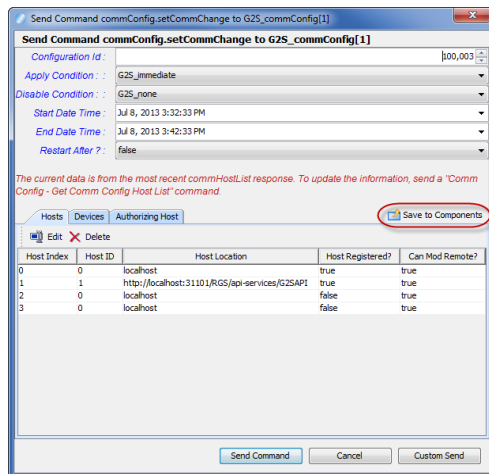 Send Command commConfig.setCommChange to G2S_commConfig[1]
Send Command commConfig.setCommChange to G2S_commConfig[1]
Configuration Id : 100,003
Apply Condition : : G2S_immediate
Disable Condition : : G2S_none
Start Date Time : Jul 8, 2013 3:32:33 PM
End Date Time : Jul 8, 2013 3:42:33 PM
Restart After ? : false
The current data is from the most recent commHostList response. To update the information, send a "Comm
Config - Get Comm Config Host List" command.
Hosts Devices Authorizing Host Save to Components
Edit Delete
Host Index Host ID Host Location Host Registered? Can Mod Remote?
0 0 localhost true true
1 1 http://localhost:31101/RGS/api-services/G2SAPI true true
2 0 localhost false true
3 0 localhost false true
Send Command Cancel Custom Send